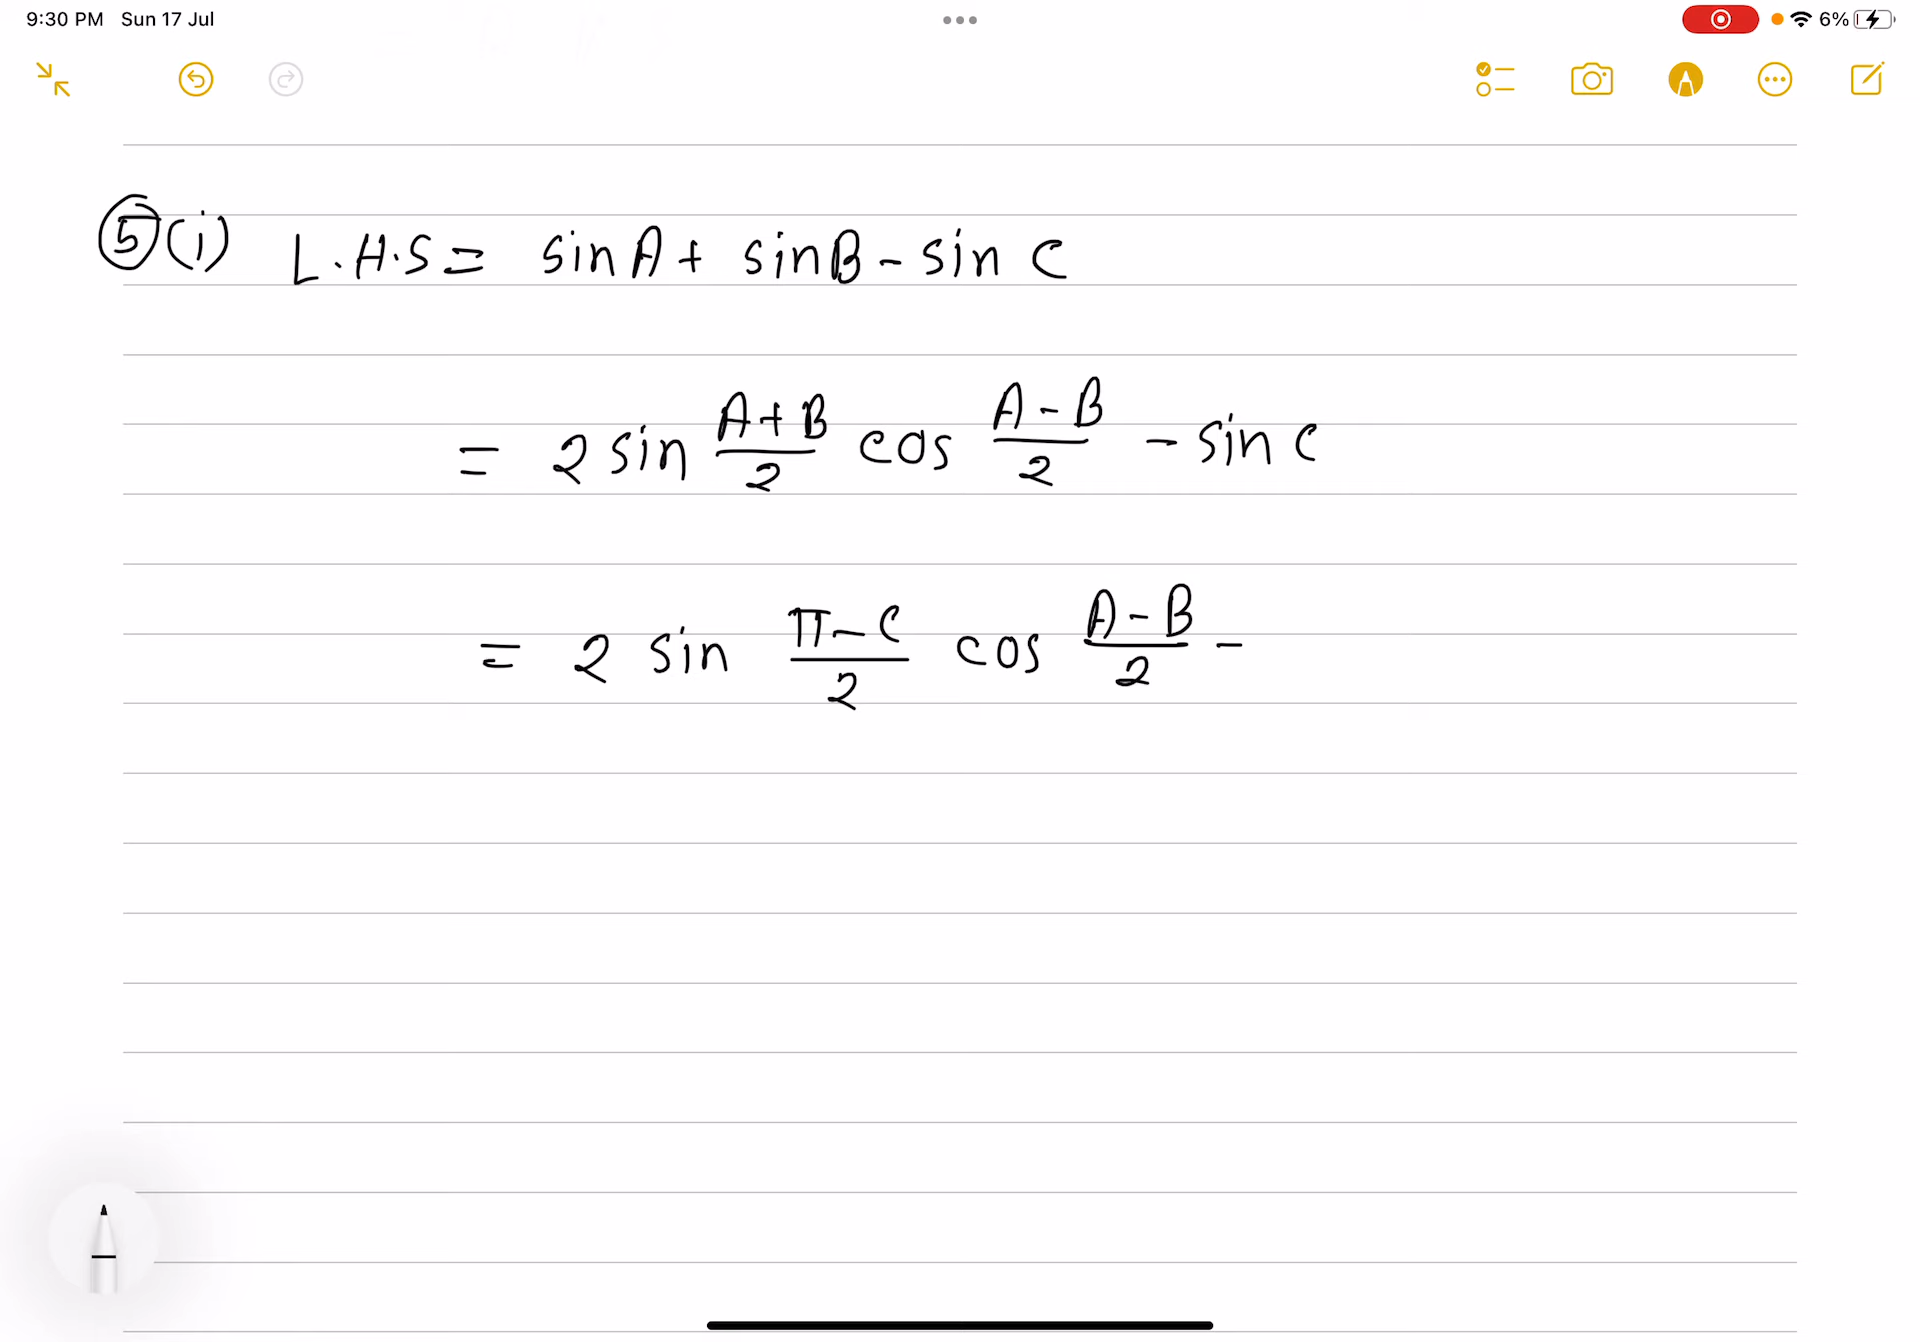 9:30 PM Sun 17 Jul 6%
⑤(i) L.H.S = sin A + sin B - sin C
= 2 sin (A+B)/2 cos (A-B)/2 - sin C
= 2 sin (π-C)/2 cos (A-B)/2 -